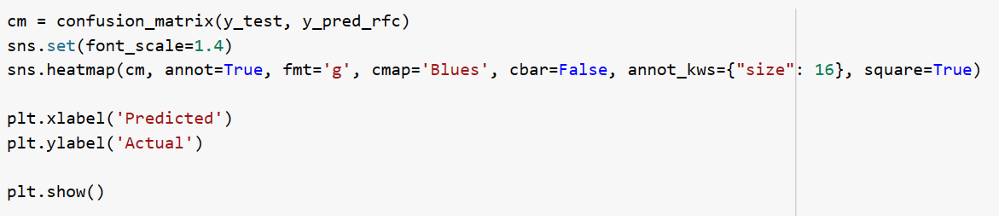 cm = confusion_matrix(y_test, y_pred_rfc)
sns.set(font_scale=1.4)
sns.heatmap(cm, annot=True, fmt='g', cmap='Blues', cbar=False, annot_kws={"size": 16}, square=True)
plt.xlabel('Predicted')
plt.ylabel('Actual')
plt.show()